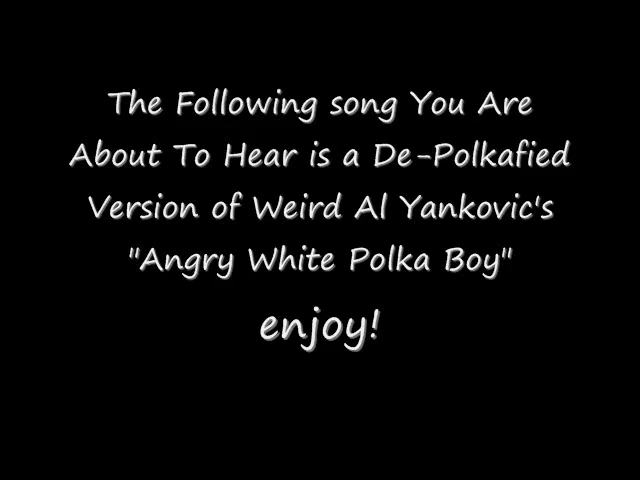 The Following song You Are
About To Hear is a De-Polkafied
Version of Weird Al Yankovic's
"Angry White Polka Boy"
enjoy!